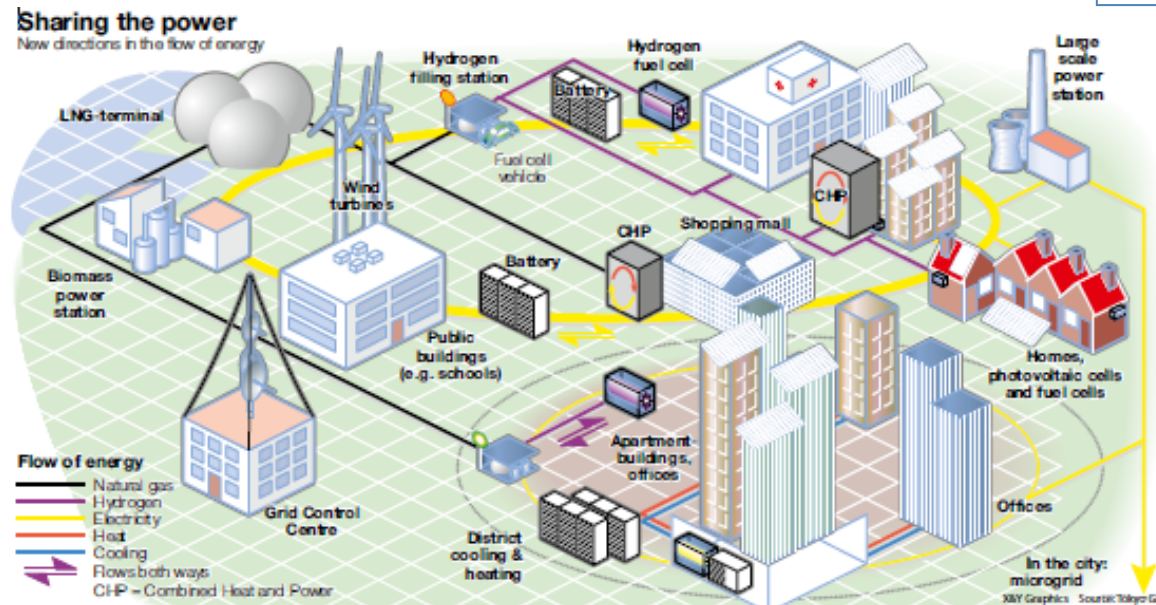 Sharing the power
New directions in the flow of energy
LNG-terminal
Hydrogen
filling station
Battery
Hydrogen
fuel cell
Large
scale
power
station
Fuel cell
vehicle
Wind
turbines
CHP
Shopping mall
CHP
Biomass
power
station
Battery
Public
buildings
(e.g. schools)
Homes,
photovoltaic cells
and fuel cells
Apartment-
buildings,
offices
Grid Control
Centre
Offices
District
cooling &
heating
In the city:
microgrid
Flow of energy
Natural gas
Hydrogen
Electricity
Heat
Cooling
Flows both ways
CHP = Combined Heat and Power
X&Y Graphics Source: Tokyo G